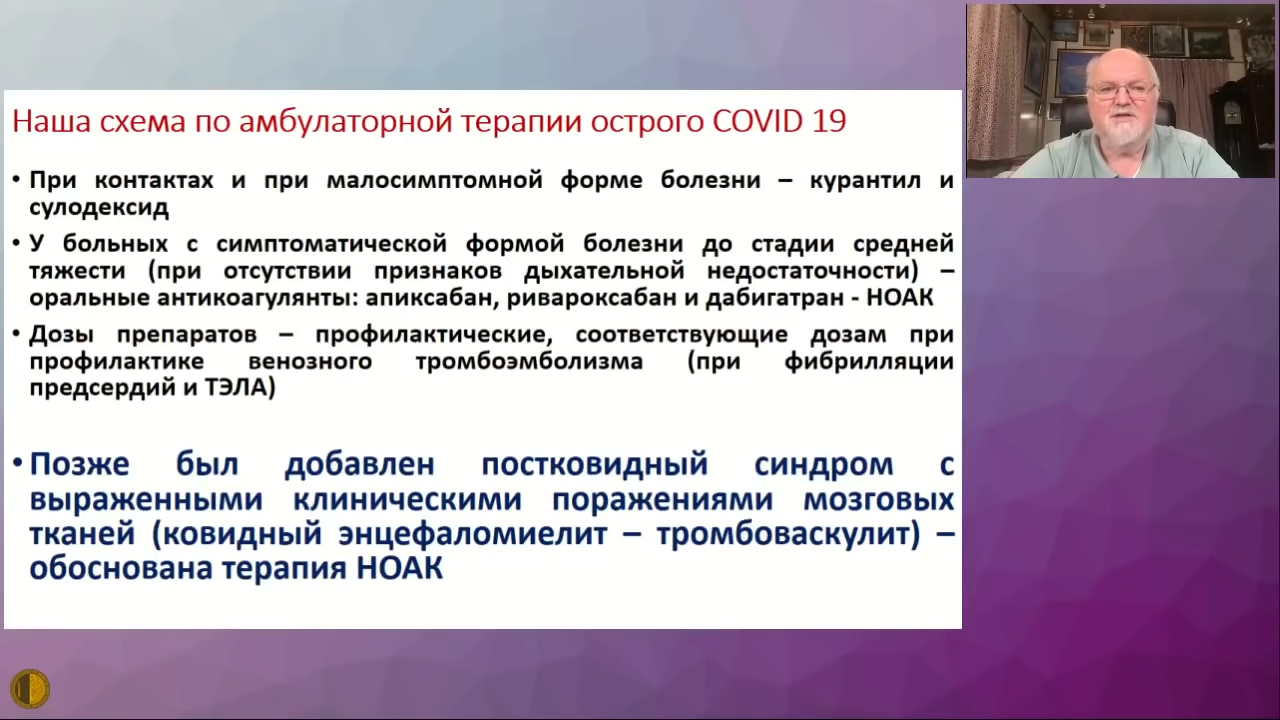 Наша схема по амбулаторной терапии острого COVID 19
• При контактах и при малосимптомной форме болезни – курантил и
сулодексид
• У больных с симптоматической формой болезни до стадии средней
тяжести (при отсутствии признаков дыхательной недостаточности) –
оральные антикоагулянты: апиксабан, ривароксабан и дабигатран - НОАК
• Дозы препаратов – профилактические, соответствующие дозам при
профилактике венозного тромбоэмболизма (при фибрилляции
предсердий и ТЭЛА)
• Позже был добавлен постковидный синдром с
выраженными клиническими поражениями мозговых
тканей (ковидный энцефаломиелит – тромбоваскулит) –
обоснована терапия НОАК